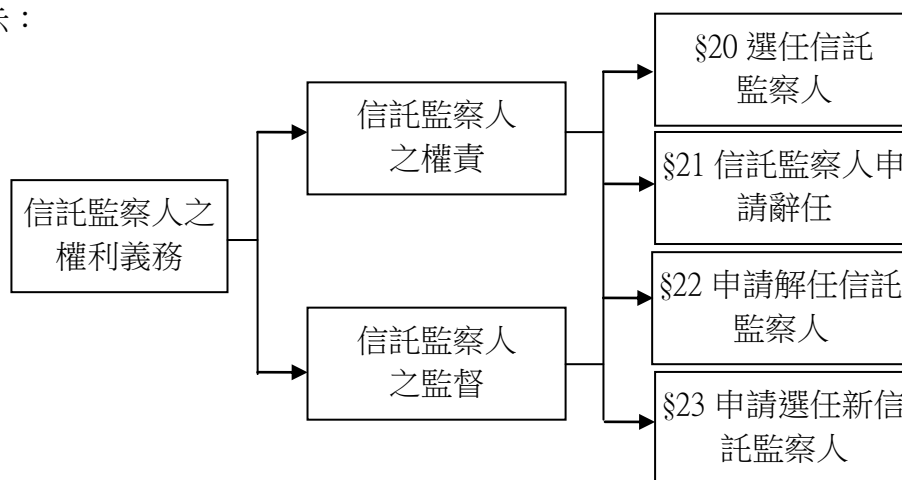 示：
信託監察人之
權利義務
信託監察人
之權責
信託監察人
之監督
§20 選任信託
監察人
§21 信託監察人申
請辭任
§22 申請解任信託
監察人
§23 申請選任新信
託監察人